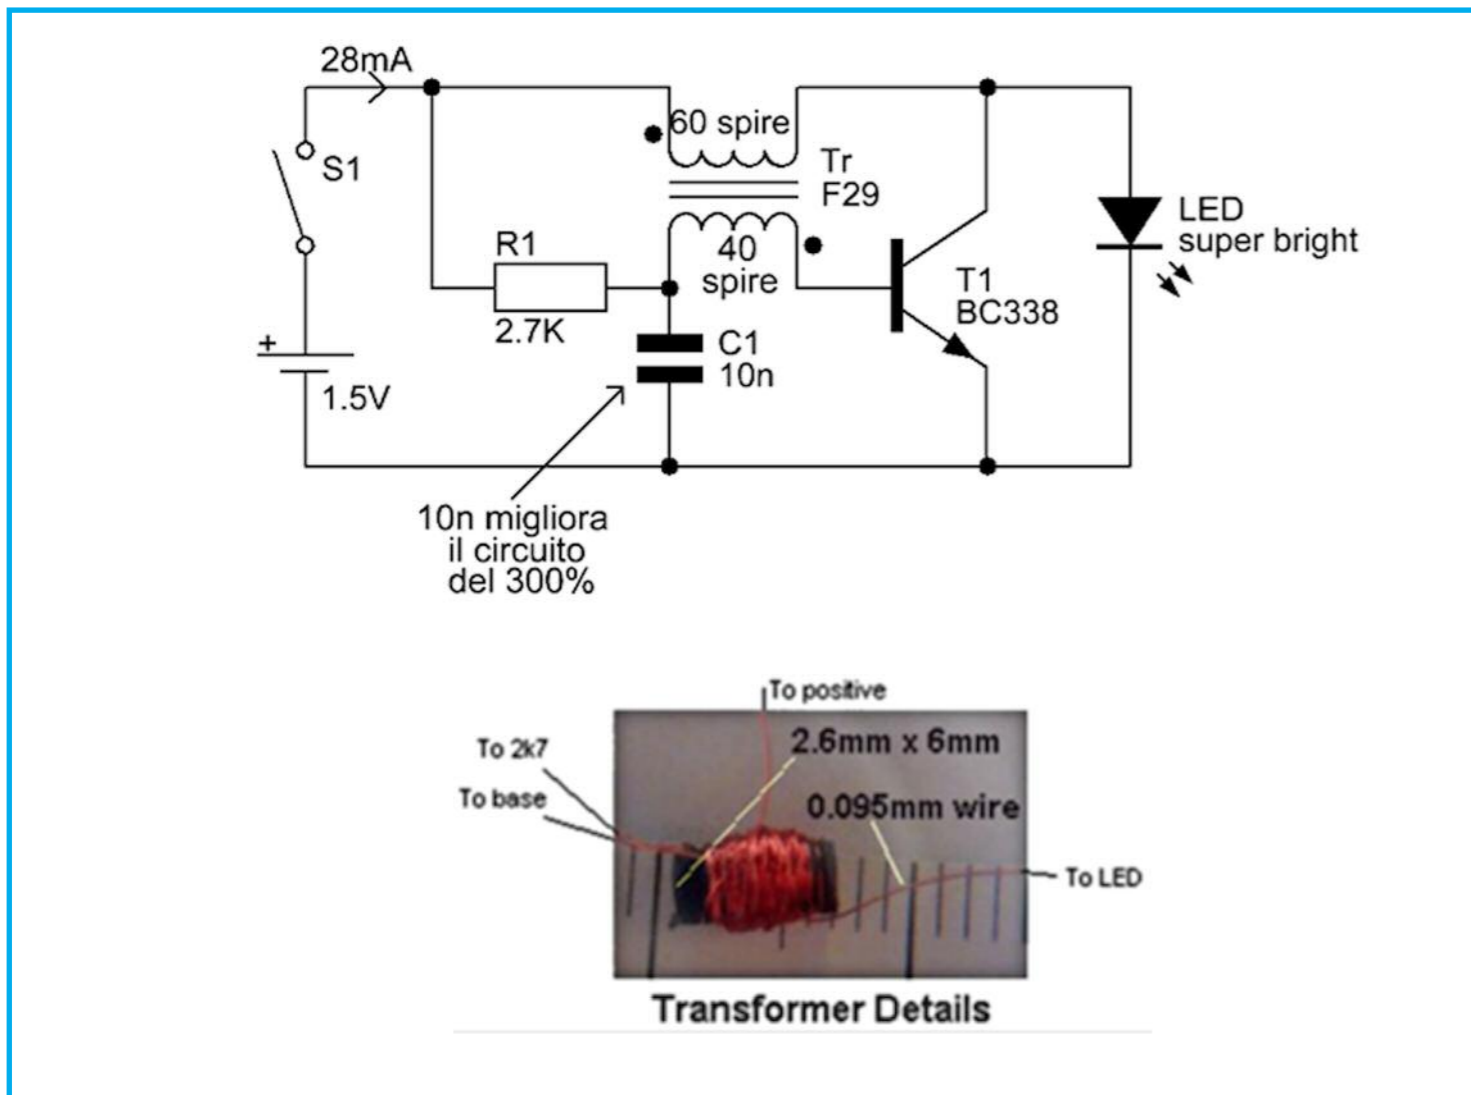 28mA
S1
+
1.5V
R1
2.7K
60 spire
Tr
F29
40
spire
C1
10n
T1
BC338
LED
super bright
10n migliora
il circuito
del 300%
To positive
2.6mm x 6mm
To 2k7
To base
0.095mm wire
To LED
Transformer Details